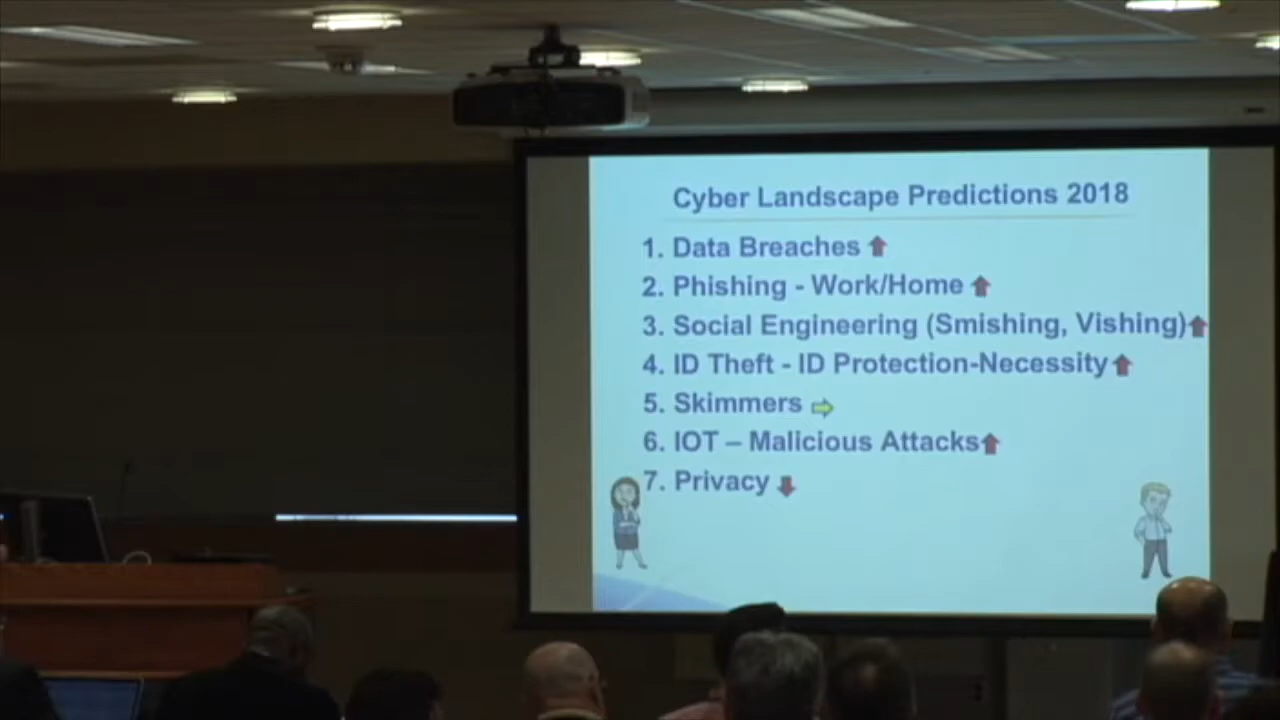 Cyber Landscape Predictions 2018
1. Data Breaches
2. Phishing - Work/Home
3. Social Engineering (Smishing, Vishing)
4. ID Theft - ID Protection-Necessity
5. Skimmers
6. IOT – Malicious Attacks
7. Privacy